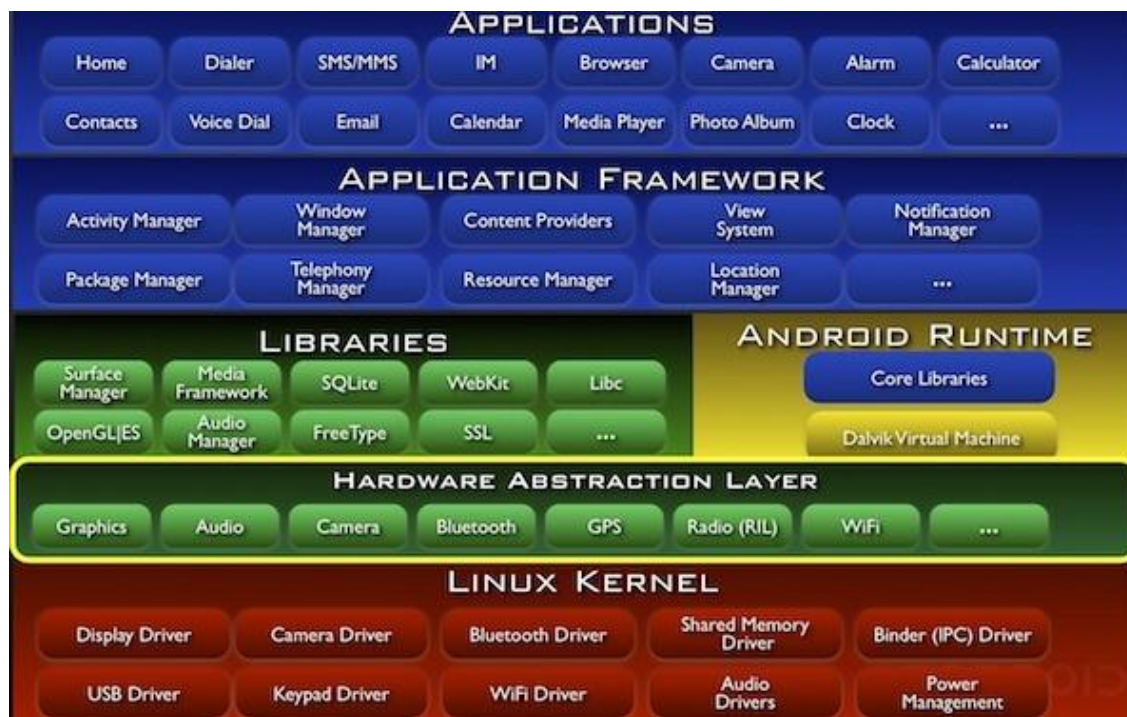 APPLICATIONS
Home Dialer SMS/MMS IM Browser Camera Alarm Calculator
Contacts Voice Dial Email Calendar Media Player Photo Album Clock ...
APPLICATION FRAMEWORK
Activity Manager Window Manager Content Providers View System Notification Manager
Package Manager Telephony Manager Resource Manager Location Manager ...
LIBRARIES ANDROID RUNTIME
Surface Manager Media Framework SQLite WebKit Libc Core Libraries
OpenGL|ES Audio Manager FreeType SSL ... Dalvik Virtual Machine
HARDWARE ABSTRACTION LAYER
Graphics Audio Camera Bluetooth GPS Radio (RIL) WiFi ...
LINUX KERNEL
Display Driver Camera Driver Bluetooth Driver Shared Memory Driver Binder (IPC) Driver
USB Driver Keypad Driver WiFi Driver Audio Drivers Power Management